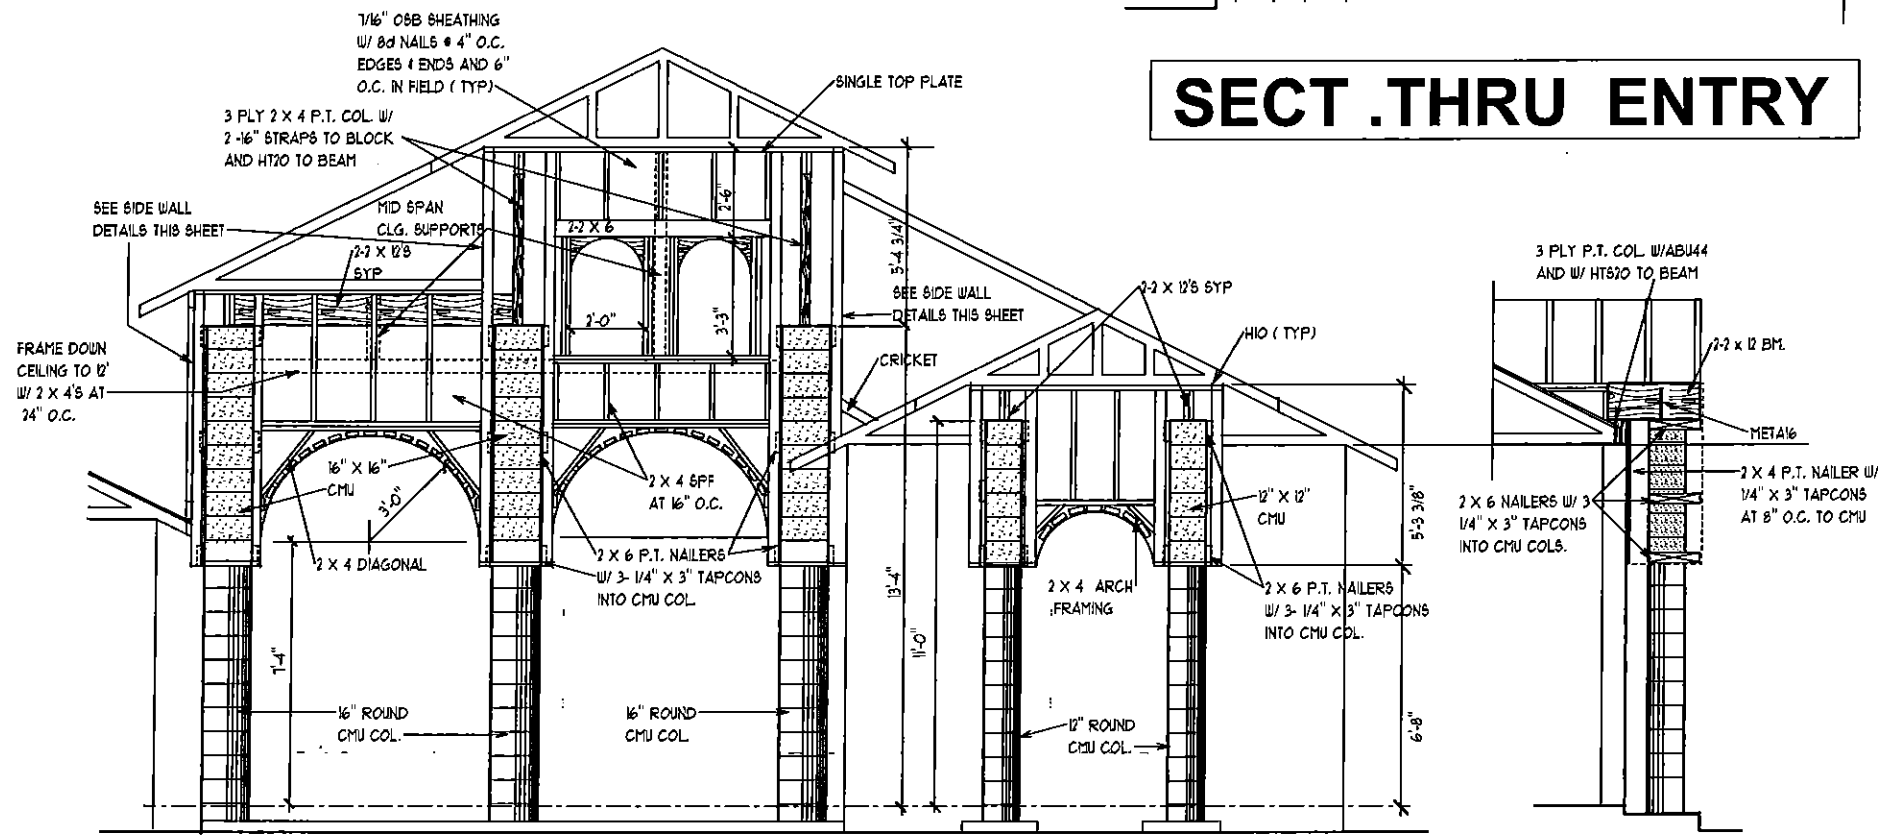 SECT .THRU ENTRY
7/16" OSB SHEATHING
W/ 8d NAILS @ 4" O.C.
EDGES & ENDS AND 6"
O.C. IN FIELD ( TYP)
3 PLY 2 X 4 P.T. COL. W/
2 -16" STRAPS TO BLOCK
AND HT20 TO BEAM
SINGLE TOP PLATE
SEE SIDE WALL
DETAILS THIS SHEET
MID SPAN
CLG. SUPPORTS
2-2 X 12'S
SYP
2-2 X 6
2'-6"
5'-4 3/4"
2'-0"
3'-3"
SEE SIDE WALL
DETAILS THIS SHEET
2-2 X 12'S SYP
H10 ( TYP)
CRICKET
3 PLY P.T. COL. W/ABU44
AND W/ HTS20 TO BEAM
2-2 x 12 BM.
META16
FRAME DOWN
CEILING TO 12'
W/ 2 X 4'S AT
24" O.C.
16" X 16"
CMU
3'-0"
2 X 4 SPF
AT 16" O.C.
2 X 4 DIAGONAL
2 X 6 P.T. NAILERS
W/ 3- 1/4" X 3" TAPCONS
INTO CMU COL.
12" X 12"
CMU
5'-3 3/8"
2 X 6 NAILERS W/ 3
1/4" X 3" TAPCONS
INTO CMU COLS.
2 X 4 P.T. NAILER W/
1/4" X 3" TAPCONS
AT 8" O.C. TO CMU
2 X 4 ARCH
FRAMING
2 X 6 P.T. NAILERS
W/ 3- 1/4" X 3" TAPCONS
INTO CMU COL.
7'-4"
13'-4"
11'-0"
6'-8"
16" ROUND
CMU COL.
16" ROUND
CMU COL.
12" ROUND
CMU COL.